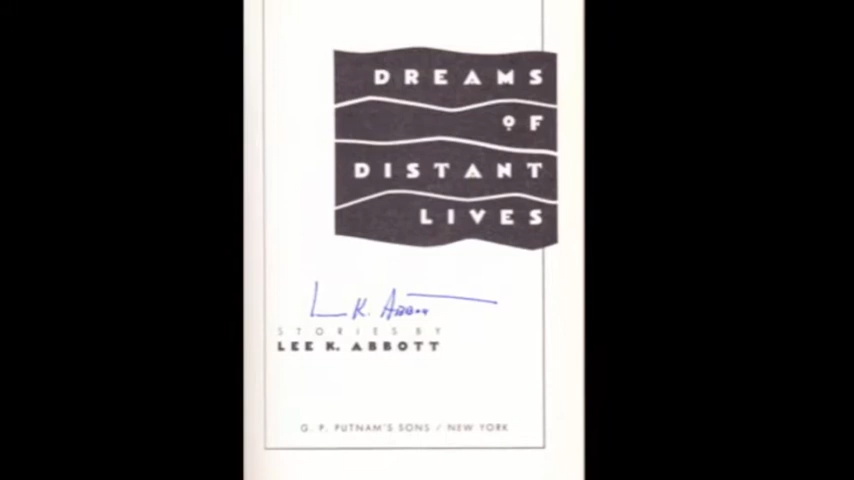 DREAMS
OF
DISTANT
LIVES
L K. Abbott
STORIES BY
LEE K. ABBOTT
G. P. PUTNAM'S SONS / NEW YORK